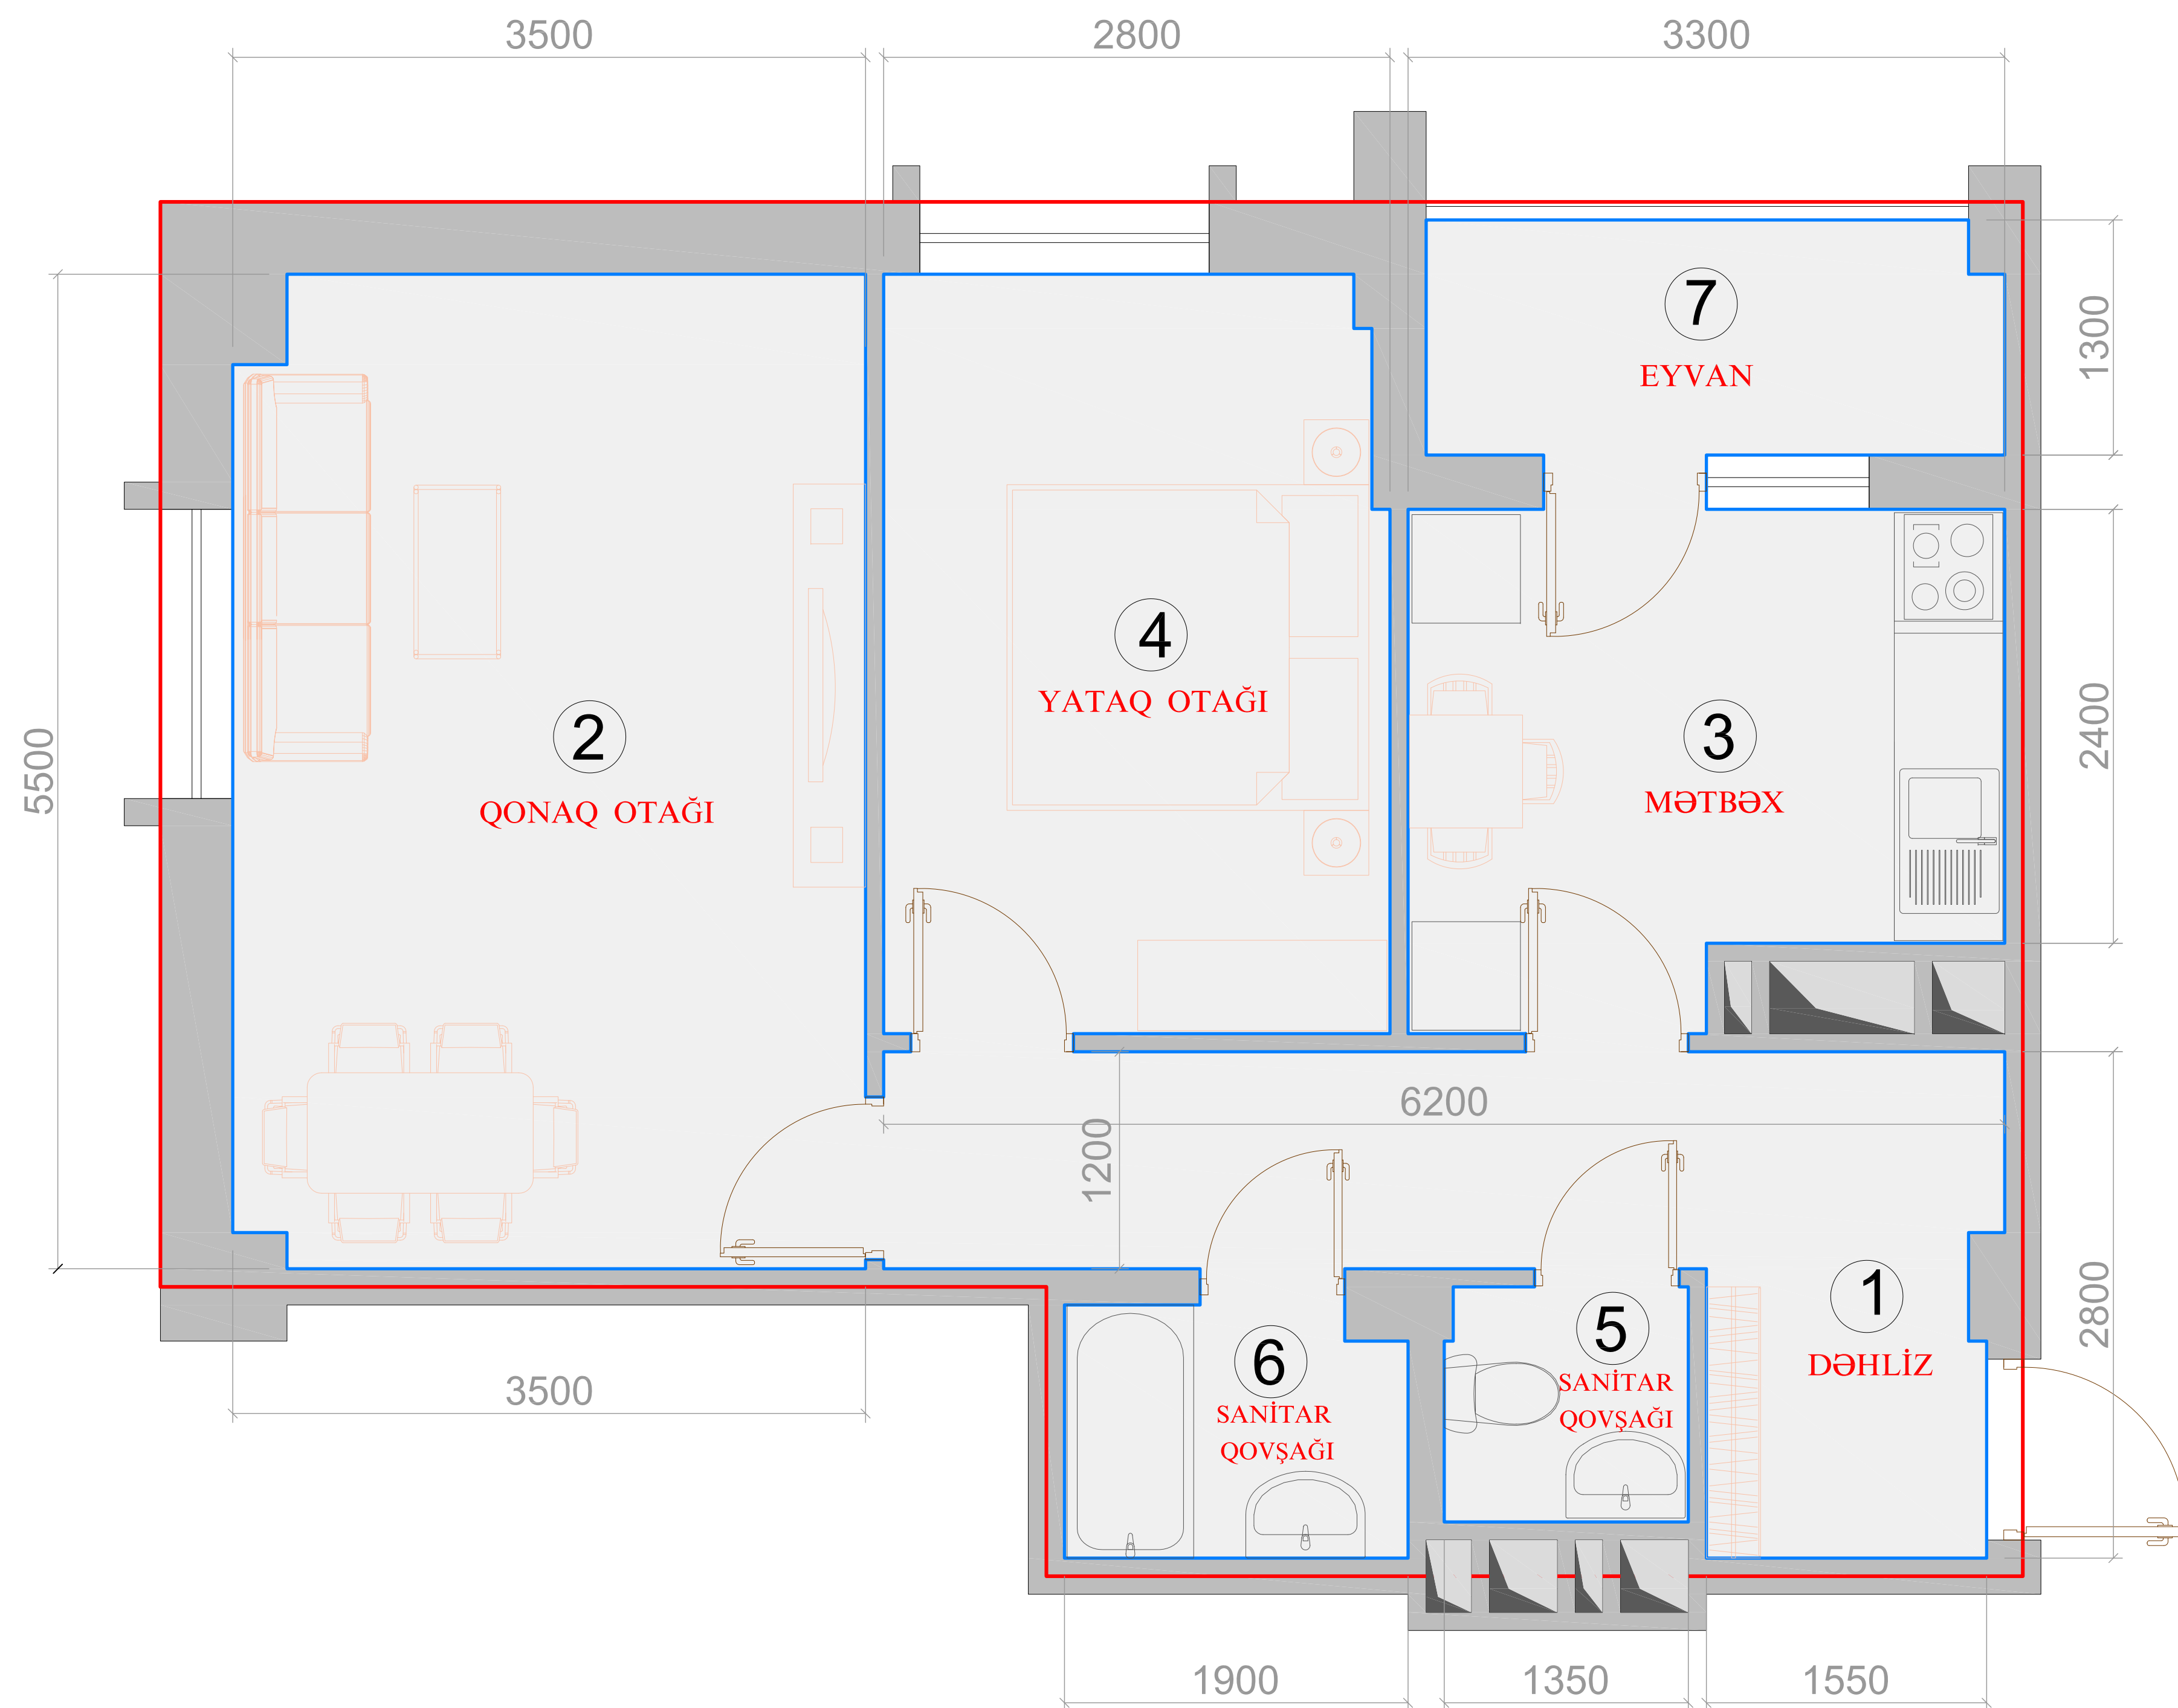 3500
2800
3300
7
EYVAN
1300
4
YATAQ OTAĞI
2
QONAQ OTAĞI
3
MƏTBƏX
2400
5500
6200
1200
1
DƏHLİZ
2800
5
SANİTAR
QOVŞAĞI
6
SANİTAR
QOVŞAĞI
3500
1900
1350
1550